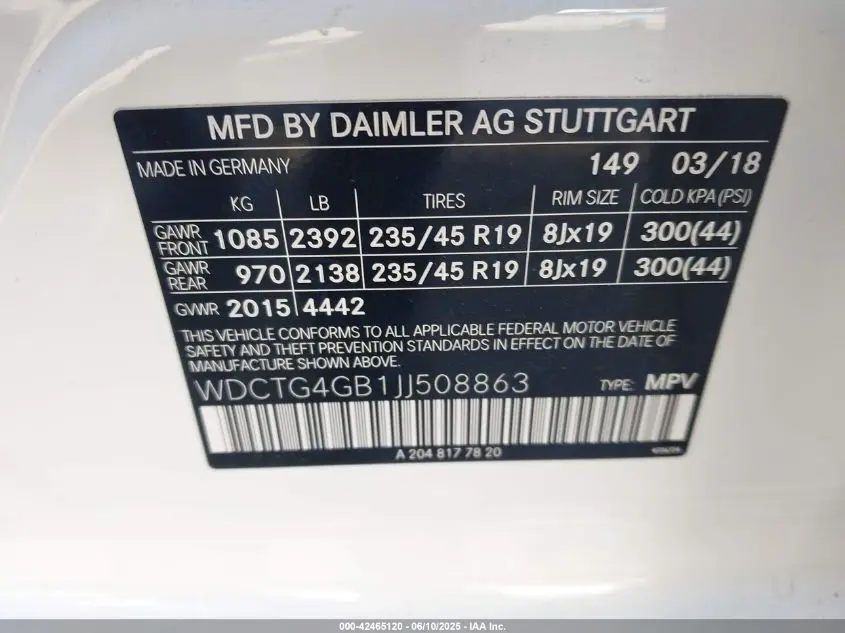 MFD BY DAIMLER AG STUTTGART
MADE IN GERMANY 149 03/18
KG LB TIRES RIM SIZE COLD KPA (PSI)
GAWR FRONT 1085 2392 235/45 R19 8Jx19 300(44)
GAWR REAR 970 2138 235/45 R19 8Jx19 300(44)
GVWR 2015 4442
THIS VEHICLE CONFORMS TO ALL APPLICABLE FEDERAL MOTOR VEHICLE
SAFETY AND THEFT PREVENTION STANDARDS IN EFFECT ON THE DATE OF
MANUFACTURE SHOWN ABOVE.
WDCTG4GB1JJ508863 TYPE: MPV
A 204 817 78 20
000-42465120 - 06/10/2025 - IAA Inc.